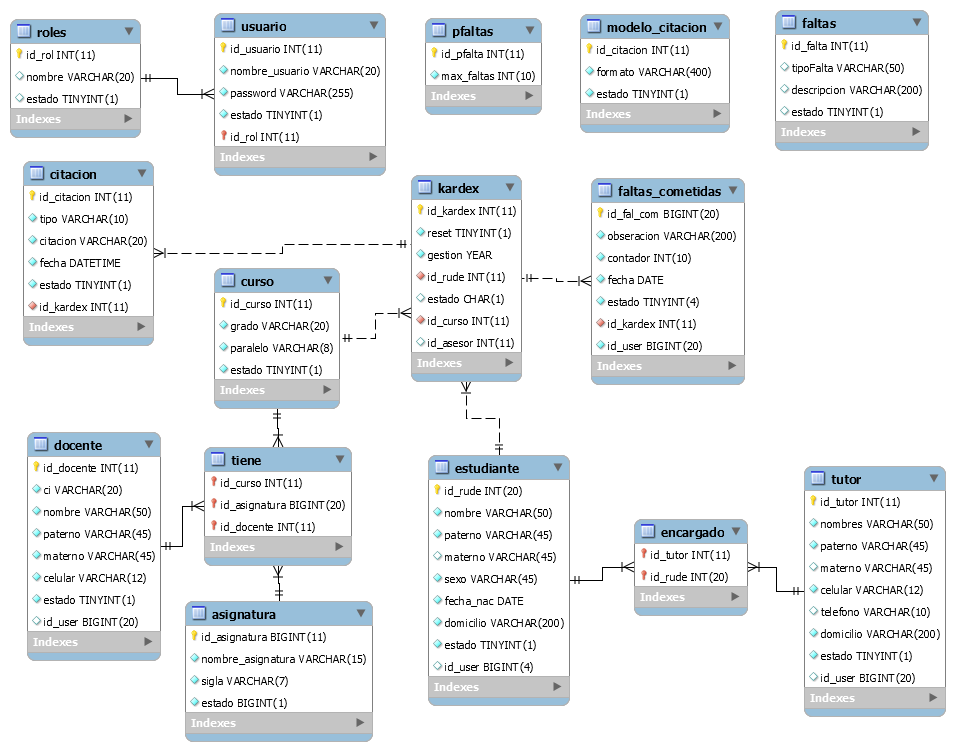 roles
id_rol INT(11)
nombre VARCHAR(20)
estado TINYINT(1)
Indexes
usuario
id_usuario INT(11)
nombre_usuario VARCHAR(20)
password VARCHAR(255)
estado TINYINT(1)
id_rol INT(11)
Indexes
pfaltas
id_pfalta INT(11)
max_faltas INT(10)
Indexes
modelo_citacion
id_citacion INT(11)
formato VARCHAR(400)
estado TINYINT(1)
Indexes
faltas
id_falta INT(11)
tipoFalta VARCHAR(50)
descripcion VARCHAR(200)
estado TINYINT(1)
Indexes
citacion
id_citacion INT(11)
tipo VARCHAR(10)
citacion VARCHAR(20)
fecha DATETIME
estado TINYINT(1)
id_kardex INT(11)
Indexes
curso
id_curso INT(11)
grado VARCHAR(20)
paralelo VARCHAR(8)
estado TINYINT(1)
Indexes
kardex
id_kardex INT(11)
reset TINYINT(1)
gestion YEAR
id_rude INT(11)
estado CHAR(1)
id_curso INT(11)
id_asesor INT(11)
Indexes
faltas_cometidas
id_fal_com BIGINT(20)
obseracion VARCHAR(200)
contador INT(10)
fecha DATE
estado TINYINT(4)
id_kardex INT(11)
id_user BIGINT(20)
Indexes
docente
id_docente INT(11)
ci VARCHAR(20)
nombre VARCHAR(50)
paterno VARCHAR(45)
materno VARCHAR(45)
celular VARCHAR(12)
estado TINYINT(1)
id_user BIGINT(20)
Indexes
tiene
id_curso INT(11)
id_asignatura BIGINT(20)
id_docente INT(11)
Indexes
asignatura
id_asignatura BIGINT(11)
nombre_asignatura VARCHAR(15)
sigla VARCHAR(7)
estado BIGINT(1)
Indexes
estudiante
id_rude INT(20)
nombre VARCHAR(50)
paterno VARCHAR(45)
materno VARCHAR(45)
sexo VARCHAR(45)
fecha_nac DATE
domicilio VARCHAR(200)
estado TINYINT(1)
id_user BIGINT(4)
Indexes
encargado
id_tutor INT(11)
id_rude INT(20)
Indexes
tutor
id_tutor INT(11)
nombres VARCHAR(50)
paterno VARCHAR(45)
materno VARCHAR(45)
celular VARCHAR(12)
telefono VARCHAR(10)
domicilio VARCHAR(200)
estado TINYINT(1)
id_user BIGINT(20)
Indexes